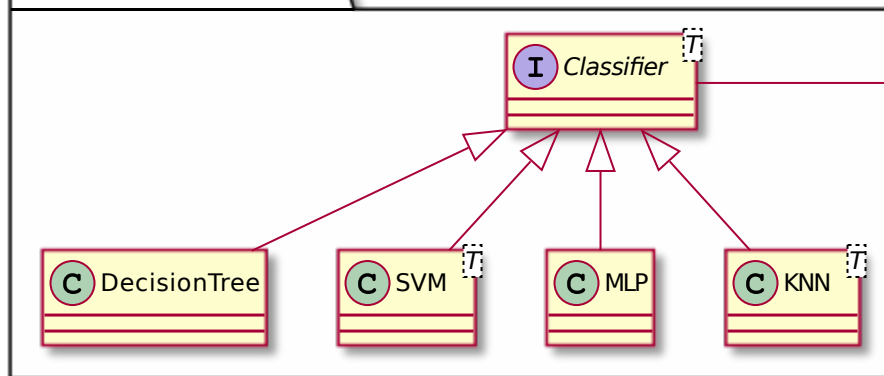 T
I Classifier
T
T
C DecisionTree
C SVM
C MLP
C KNN